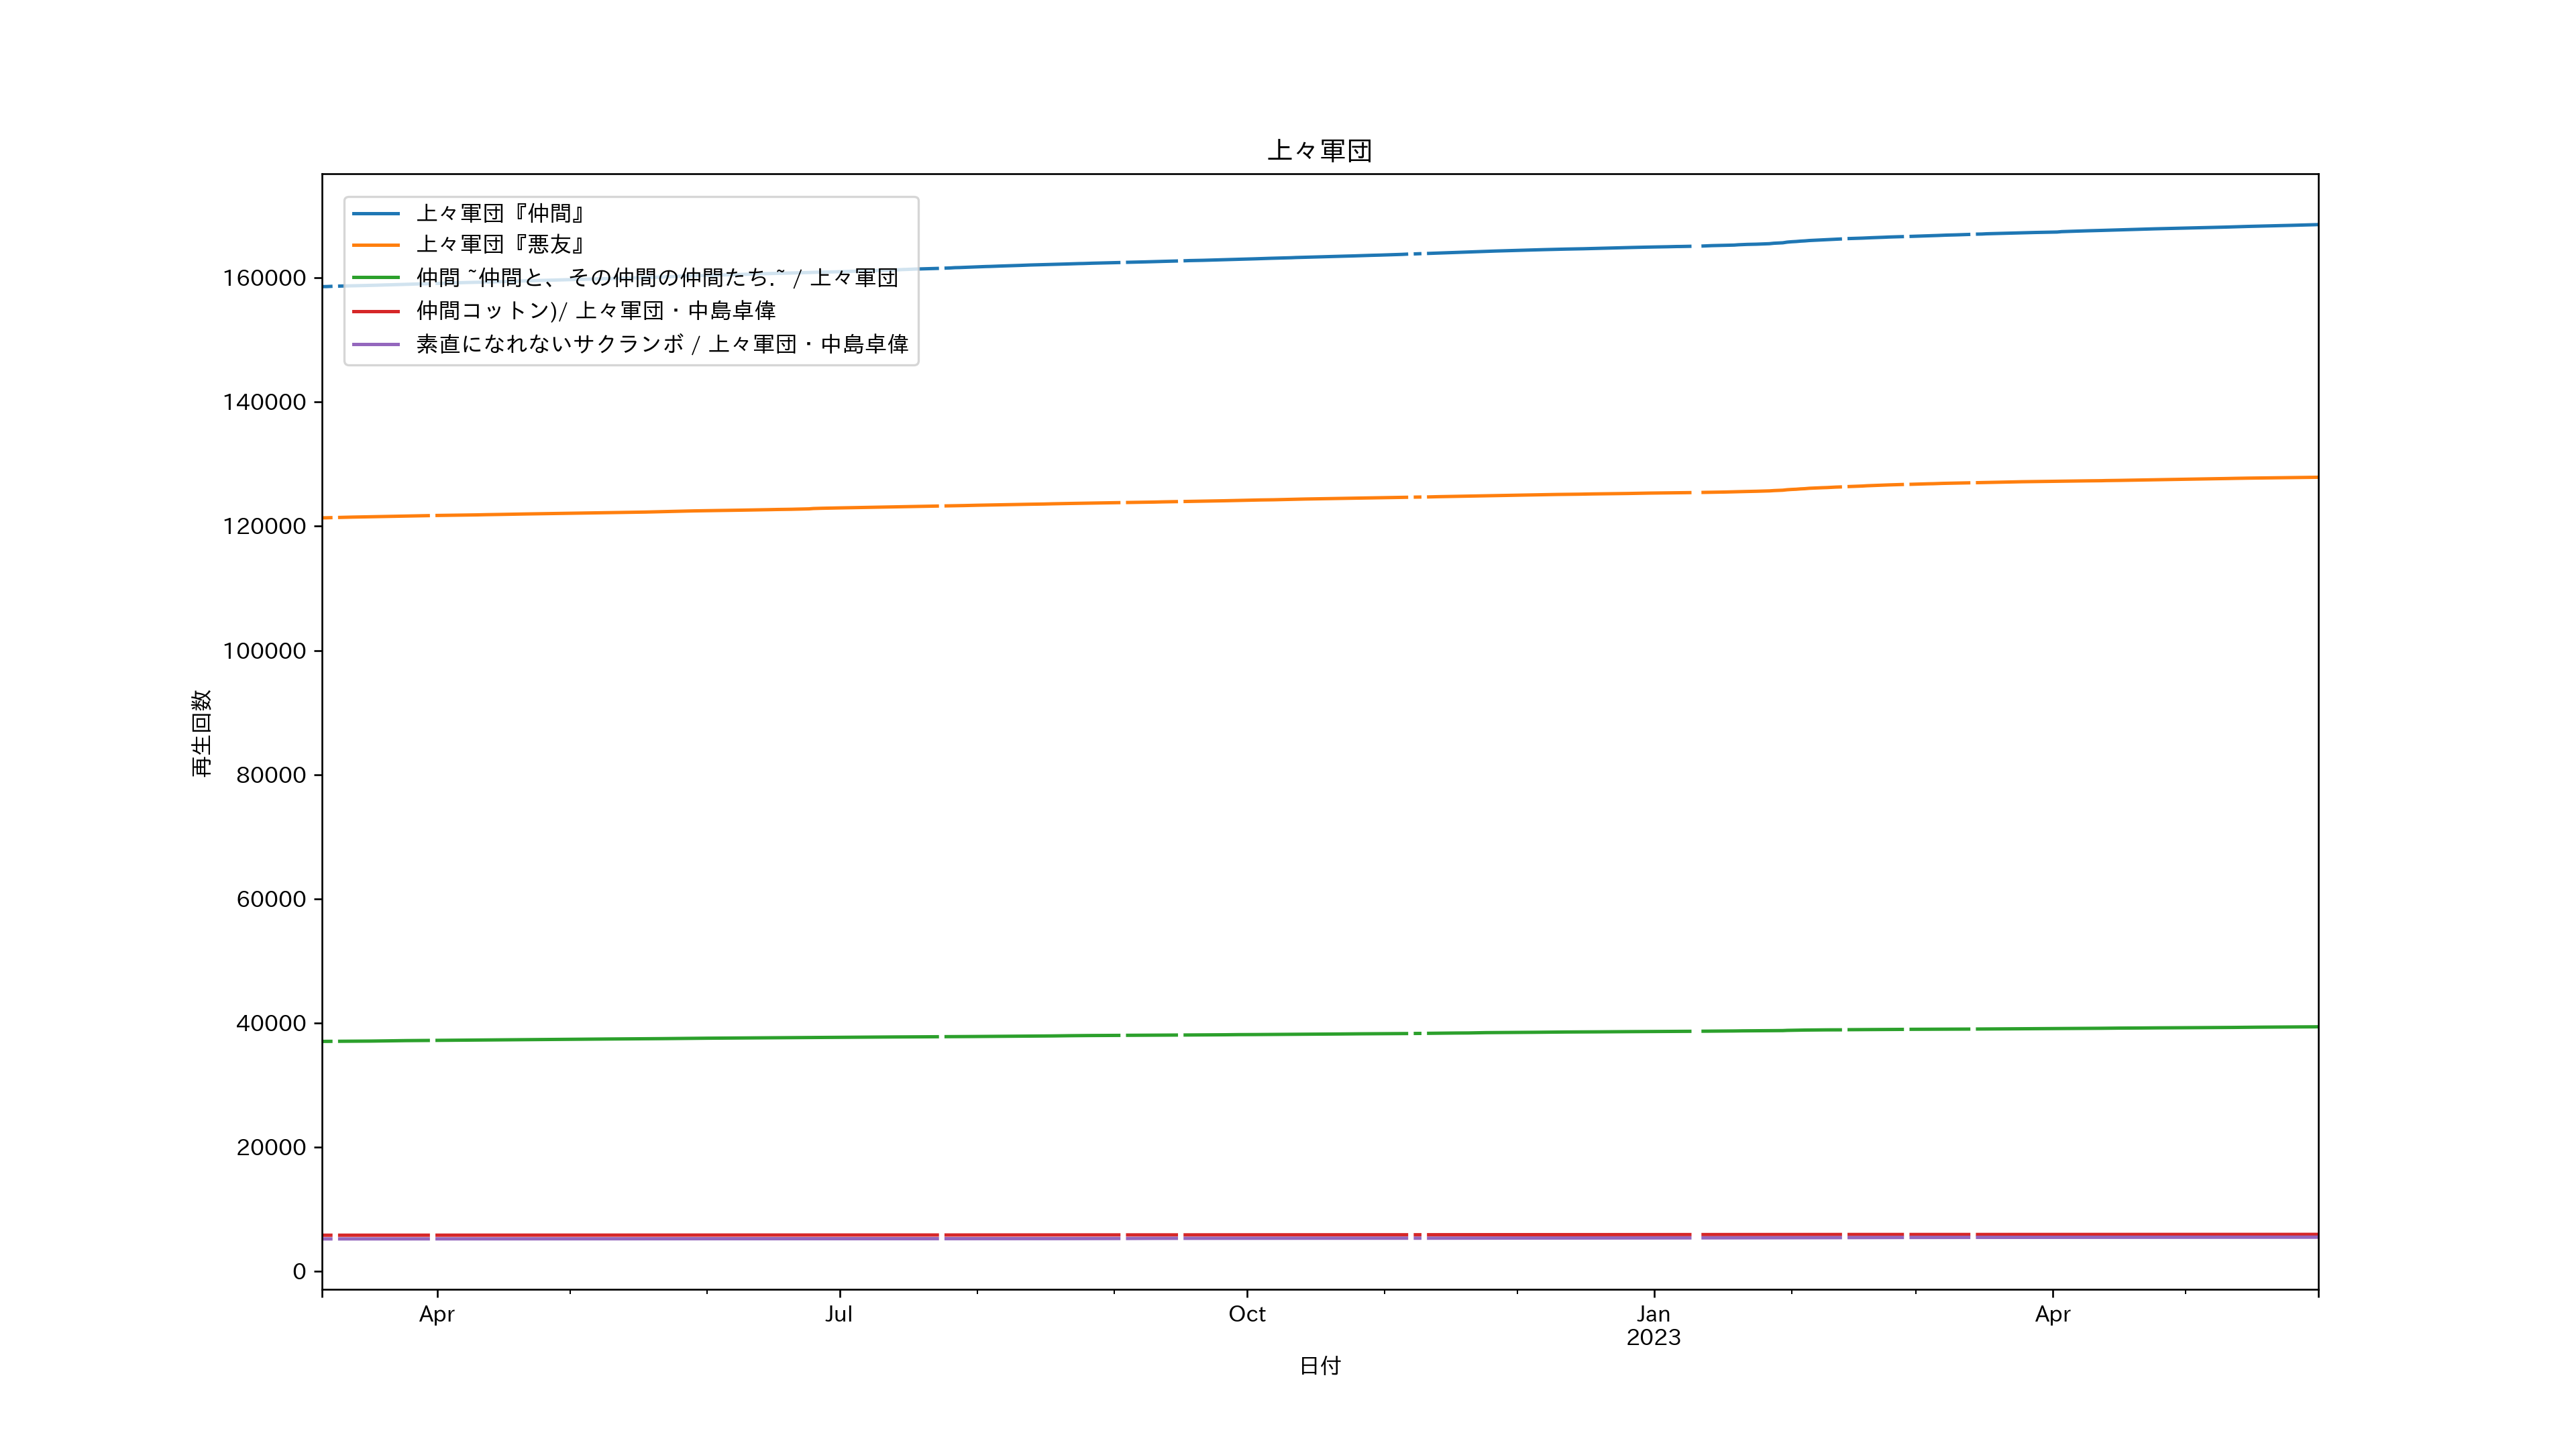 上々軍団
上々軍団『仲間』
上々軍団『悪友』
仲間 ~仲間と、その仲間の仲間たち.~ / 上々軍団
仲間コットン)/ 上々軍団・中島卓偉
素直になれないサクランボ / 上々軍団・中島卓偉
160000
140000
120000
100000
80000
60000
40000
20000
0
再生回数
Apr
Jul
Oct
Jan
2023
Apr
日付